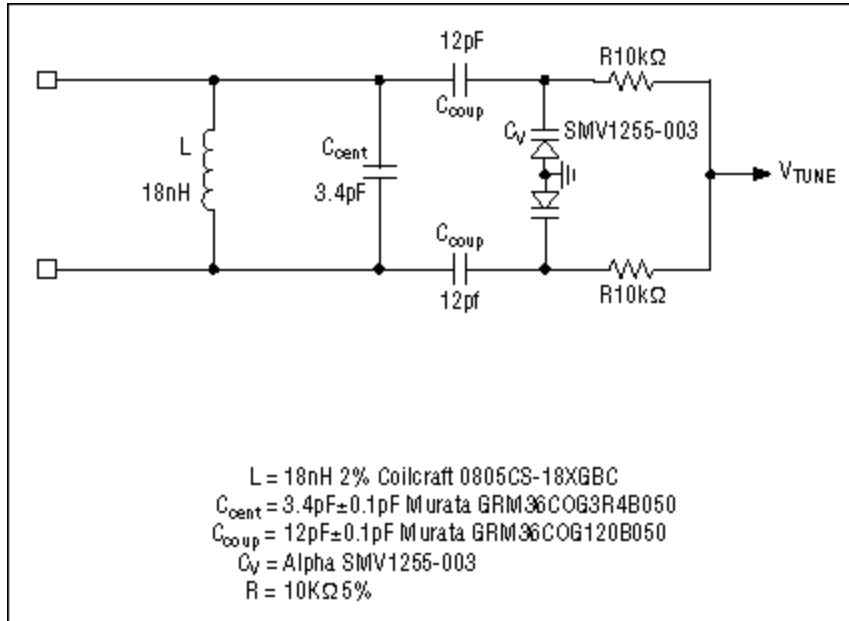 12pF
R10kΩ
Ccoup
L
Ccent
CV
SMV1255-003
VTUNE
18nH
3.4pF
Ccoup
12pf
R10kΩ
L = 18nH 2% Coilcraft 0805CS-18XGBC
Ccent = 3.4pF±0.1pF Murata GRM36COG3R4B050
Ccoup = 12pF±0.1pF Murata GRM36COG120B050
CV = Alpha SMV1255-003
R = 10KΩ 5%